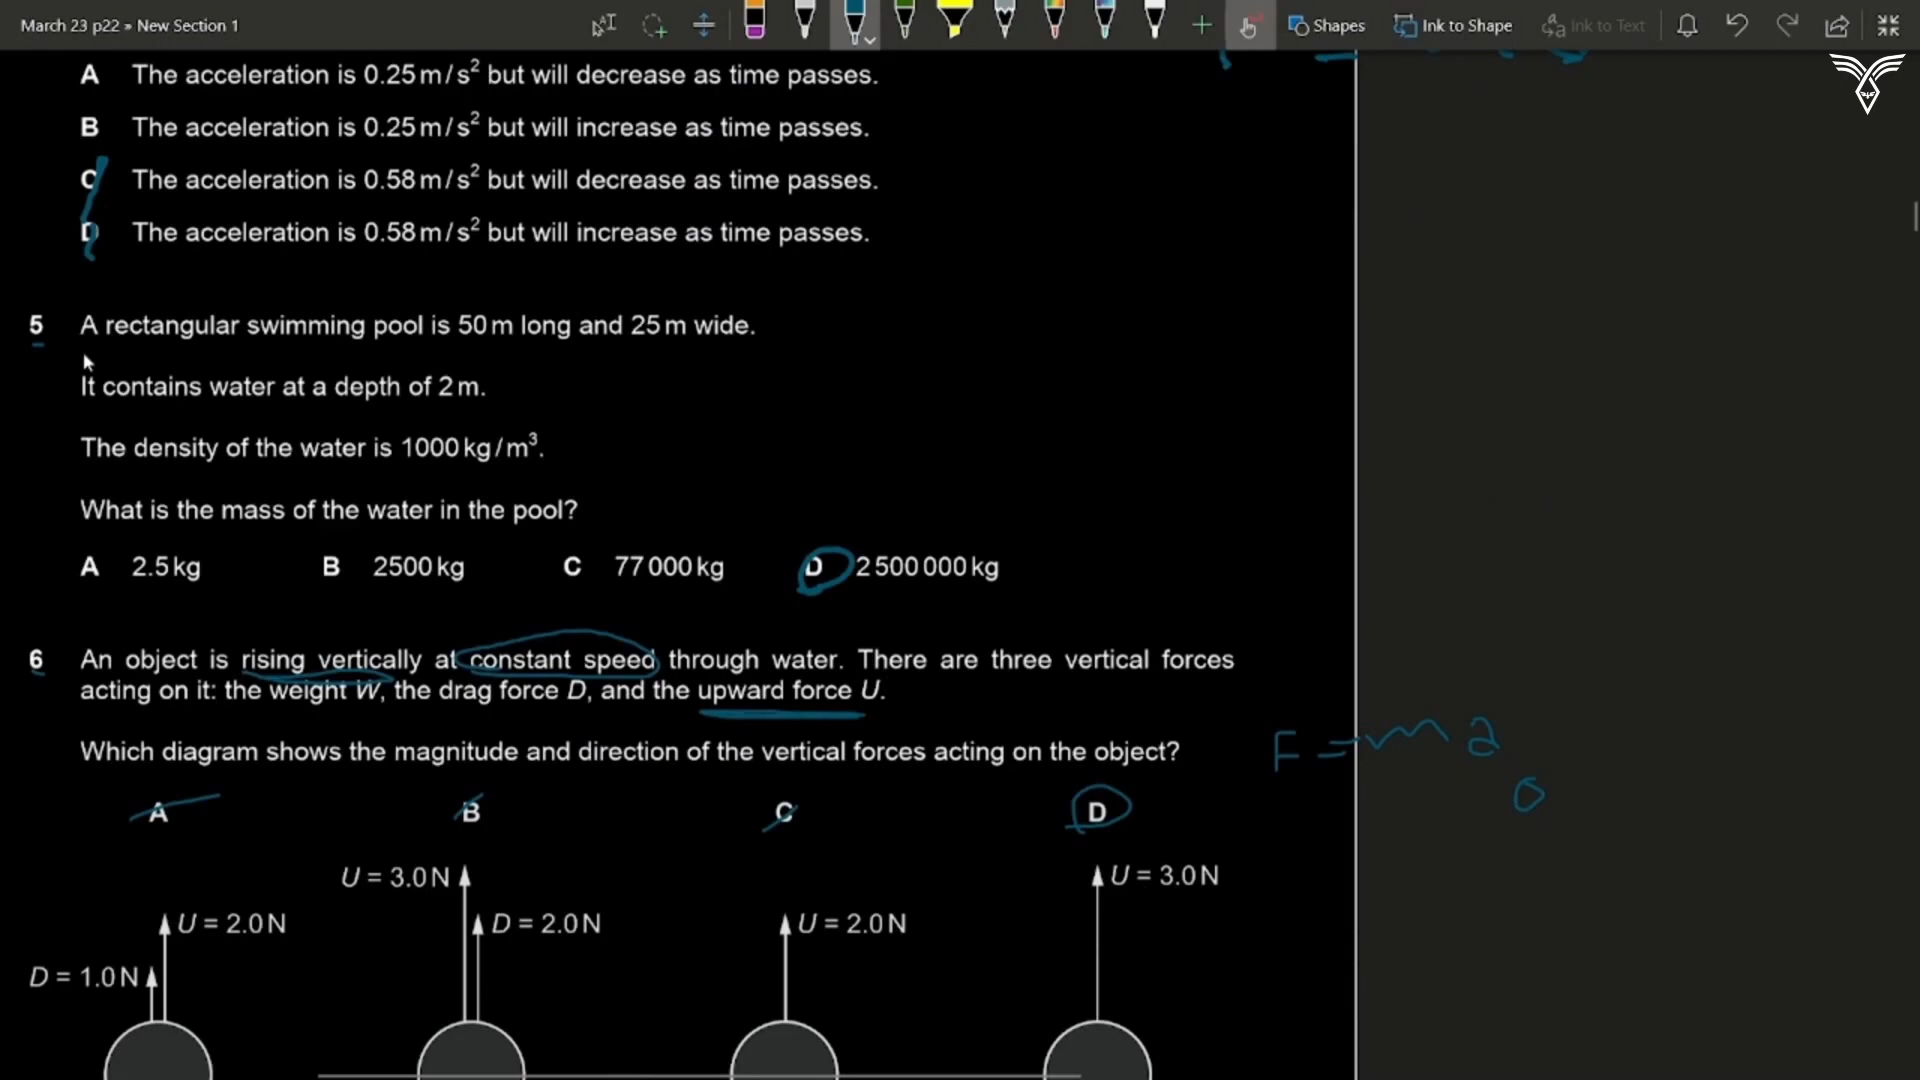 March 23 p22 » New Section 1
Shapes
Ink to Shape
Ink to Text
A The acceleration is 0.25 m/s² but will decrease as time passes.
B The acceleration is 0.25 m/s² but will increase as time passes.
C The acceleration is 0.58 m/s² but will decrease as time passes.
D The acceleration is 0.58 m/s² but will increase as time passes.
5 A rectangular swimming pool is 50 m long and 25 m wide.
It contains water at a depth of 2 m.
The density of the water is 1000 kg/m³.
What is the mass of the water in the pool?
A 2.5 kg B 2500 kg C 77 000 kg D 2 500 000 kg
6 An object is rising vertically at constant speed through water. There are three vertical forces
acting on it: the weight W, the drag force D, and the upward force U.
Which diagram shows the magnitude and direction of the vertical forces acting on the object?
F = m a
0
A B C D
U = 3.0 N U = 3.0 N
U = 2.0 N D = 2.0 N U = 2.0 N
D = 1.0 N